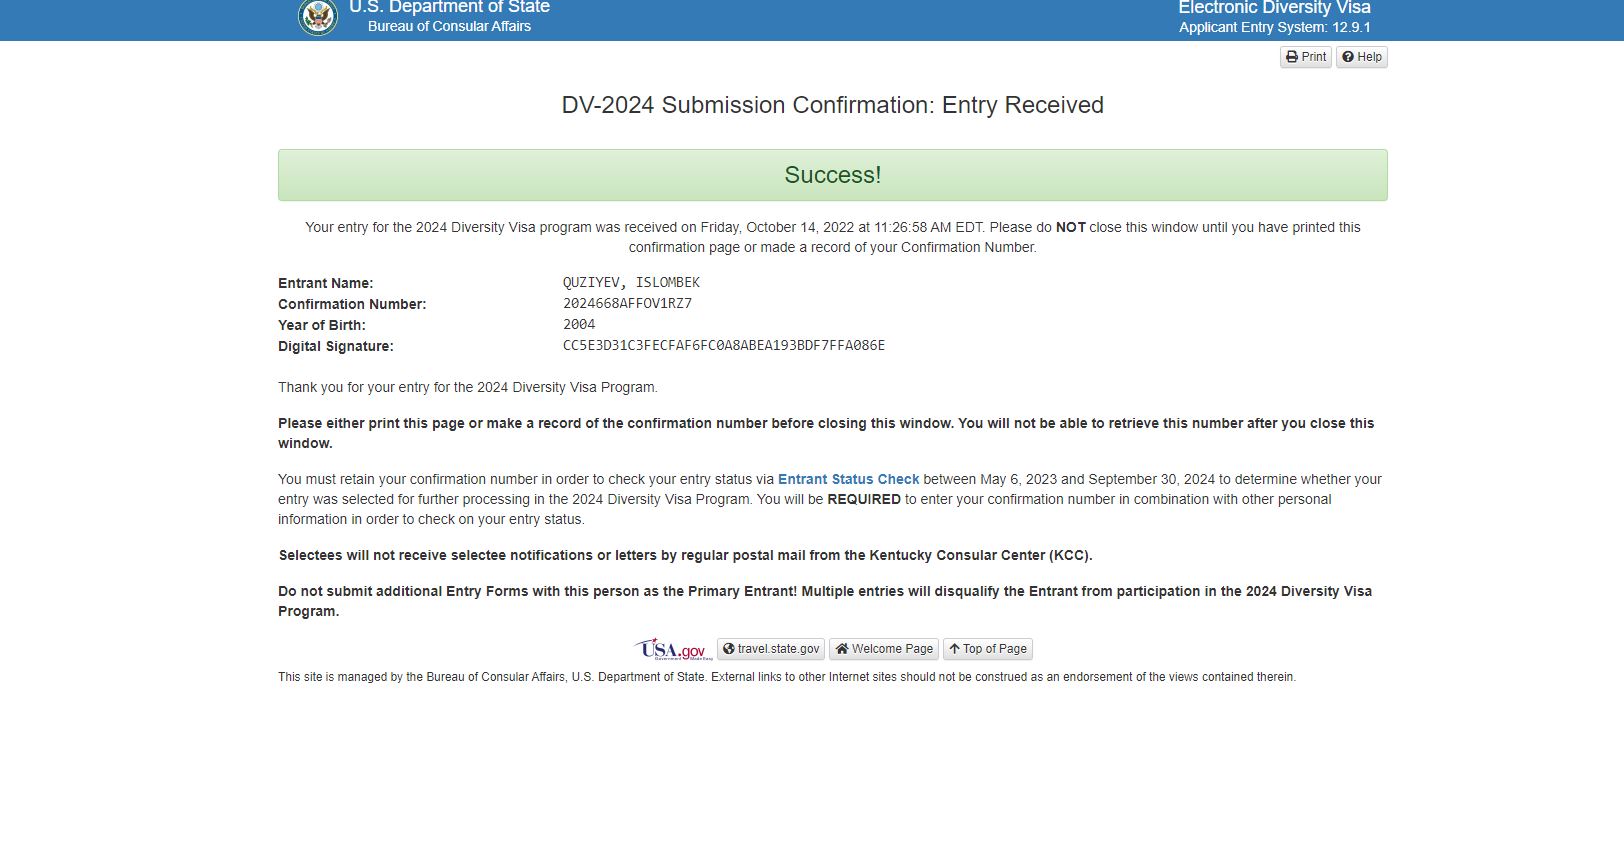 U.S. Department of State
Bureau of Consular Affairs
Electronic Diversity Visa
Applicant Entry System: 12.9.1
Print
Help
DV-2024 Submission Confirmation: Entry Received
Success!
Your entry for the 2024 Diversity Visa program was received on Friday, October 14, 2022 at 11:26:58 AM EDT. Please do NOT close this window until you have printed this
confirmation page or made a record of your Confirmation Number.
Entrant Name: QUZIYEV, ISLOMBEK
Confirmation Number: 2024668AFFOV1RZ7
Year of Birth: 2004
Digital Signature: CC5E3D31C3FECFAF6FC0A8ABEA193BDF7FFA086E
Thank you for your entry for the 2024 Diversity Visa Program.
Please either print this page or make a record of the confirmation number before closing this window. You will not be able to retrieve this number after you close this
window.
You must retain your confirmation number in order to check your entry status via Entrant Status Check between May 6, 2023 and September 30, 2024 to determine whether your
entry was selected for further processing in the 2024 Diversity Visa Program. You will be REQUIRED to enter your confirmation number in combination with other personal
information in order to check on your entry status.
Selectees will not receive selectee notifications or letters by regular postal mail from the Kentucky Consular Center (KCC).
Do not submit additional Entry Forms with this person as the Primary Entrant! Multiple entries will disqualify the Entrant from participation in the 2024 Diversity Visa
Program.
USA.gov
Government Made Easy
travel.state.gov
Welcome Page
Top of Page
This site is managed by the Bureau of Consular Affairs, U.S. Department of State. External links to other Internet sites should not be construed as an endorsement of the views contained therein.